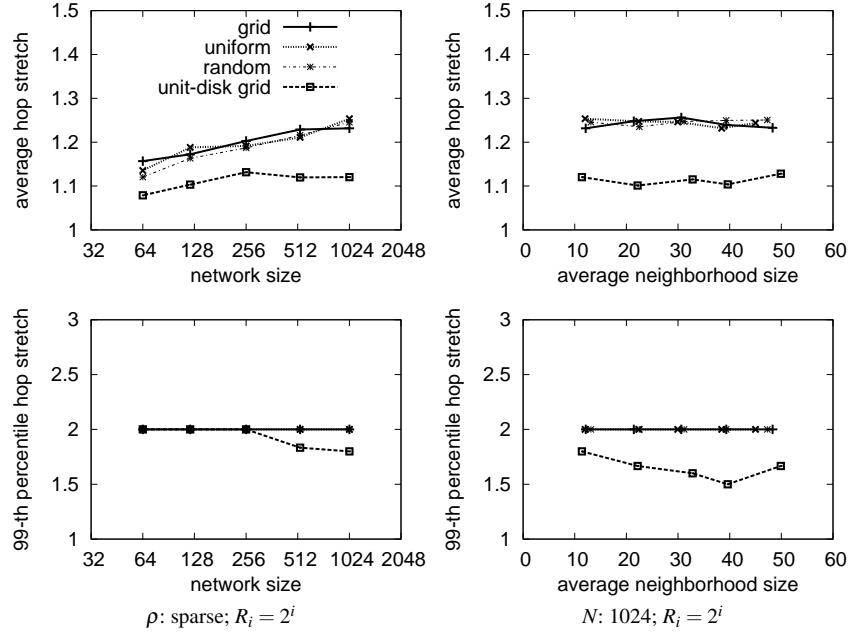 1.5
1.4
1.3
1.2
1.1
1
average hop stretch
grid
uniform
random
unit-disk grid
32 64 128 256 512 1024 2048
network size
1.5
1.4
1.3
1.2
1.1
1
average hop stretch
0 10 20 30 40 50 60
average neighborhood size
3
2.5
2
1.5
1
99-th percentile hop stretch
32 64 128 256 512 1024 2048
network size
ρ: sparse; R_i = 2^i
3
2.5
2
1.5
1
99-th percentile hop stretch
0 10 20 30 40 50 60
average neighborhood size
N: 1024; R_i = 2^i